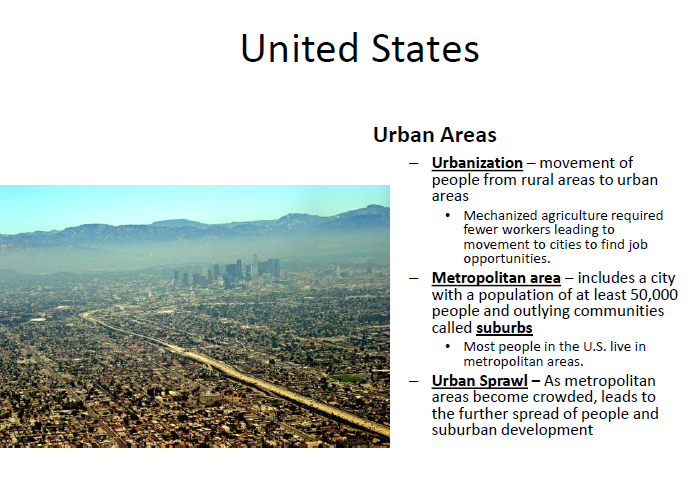 United States
Urban Areas
– Urbanization – movement of
people from rural areas to urban
areas
• Mechanized agriculture required
fewer workers leading to
movement to cities to find job
opportunities.
– Metropolitan area – includes a city
with a population of at least 50,000
people and outlying communities
called suburbs
• Most people in the U.S. live in
metropolitan areas.
– Urban Sprawl – As metropolitan
areas become crowded, leads to
the further spread of people and
suburban development